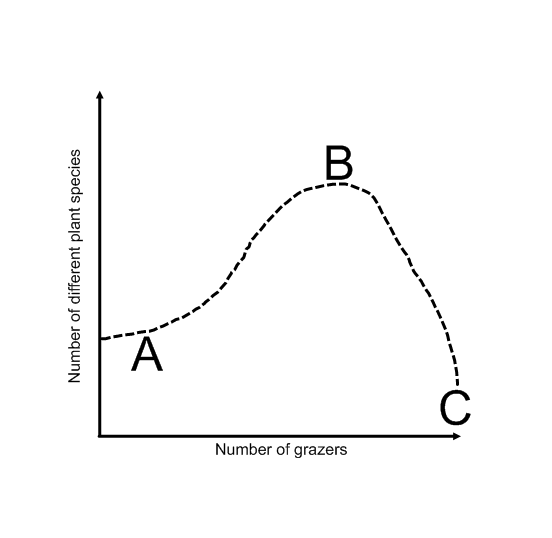 Number of different plant species
B
A
C
Number of grazers